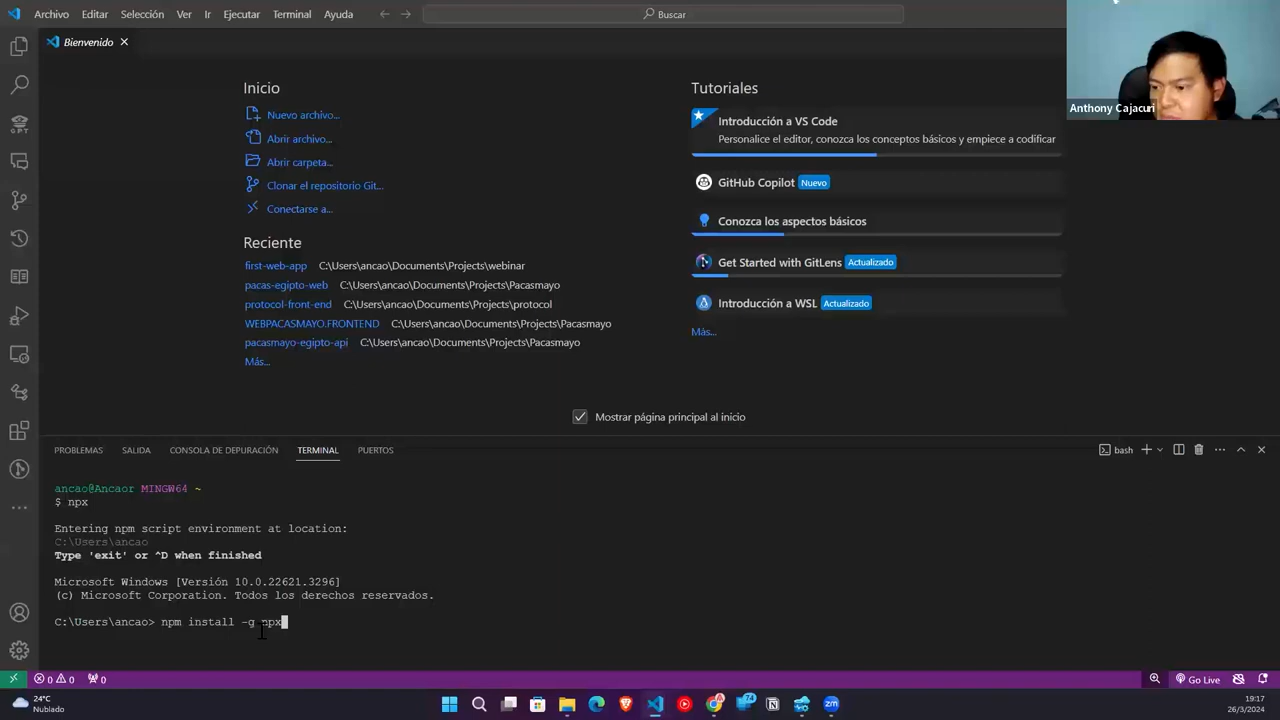 Archivo Editar Selección Ver Ir Ejecutar Terminal Ayuda
Buscar
Bienvenido
Anthony Cajacuri
Inicio
Nuevo archivo...
Abrir archivo...
Abrir carpeta...
Clonar el repositorio Git...
Conectarse a...
Reciente
first-web-app C:\Users\ancao\Documents\Projects\webinar
pacas-egipto-web C:\Users\ancao\Documents\Projects\Pacasmayo
protocol-front-end C:\Users\ancao\Documents\Projects\protocol
WEBPACASMAYO.FRONTEND C:\Users\ancao\Documents\Projects\Pacasmayo
pacasmayo-egipto-api C:\Users\ancao\Documents\Projects\Pacasmayo
Más...
Tutoriales
Introducción a VS Code
Personalice el editor, conozca los conceptos básicos y empiece a codificar
GitHub Copilot Nuevo
Conozca los aspectos básicos
Get Started with GitLens Actualizado
Introducción a WSL Actualizado
Más...
Mostrar página principal al inicio
PROBLEMAS SALIDA CONSOLA DE DEPURACIÓN TERMINAL PUERTOS
bash
ancao@Ancaor MINGW64 ~
$ npx
Entering npm script environment at location:
C:\Users\ancao
Type 'exit' or ^D when finished
Microsoft Windows [Versión 10.0.22621.3296]
(c) Microsoft Corporation. Todos los derechos reservados.
C:\Users\ancao> npm install -g npx
0 0 0
Go Live
24°C
Nublado
74
zm
19:17
26/3/2024